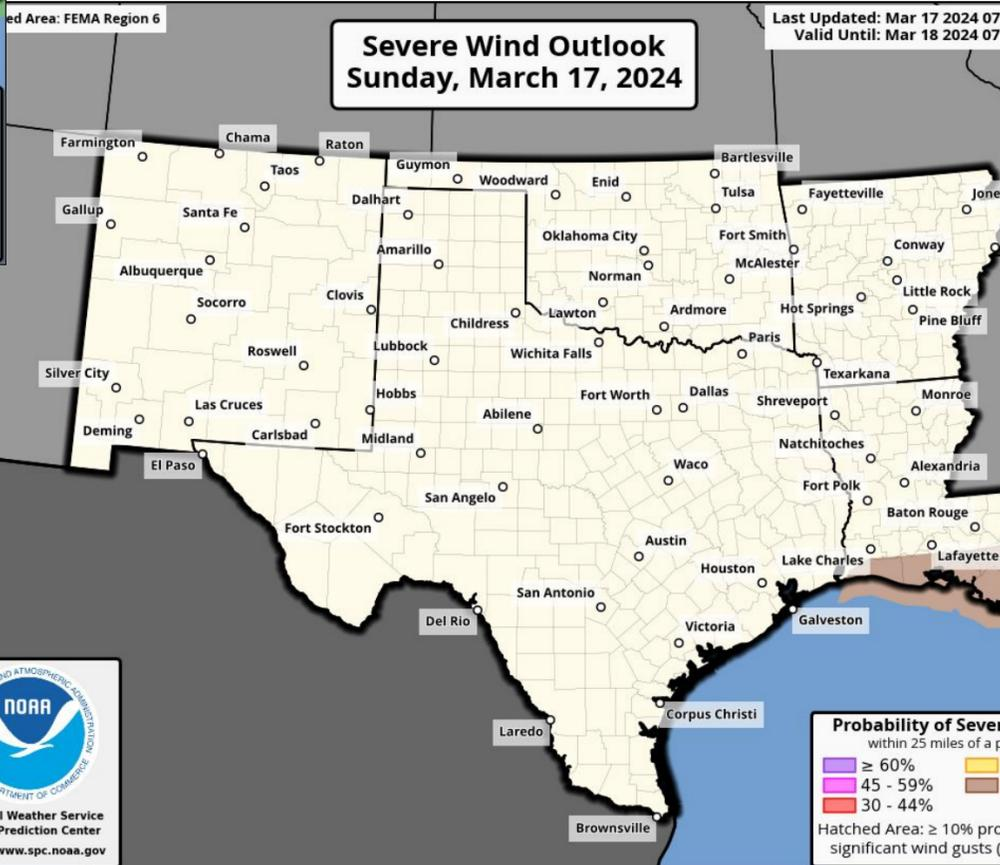 ed Area: FEMA Region 6
Severe Wind Outlook
Sunday, March 17, 2024
Last Updated: Mar 17 2024 07
Valid Until: Mar 18 2024 07
Farmington
Chama
Raton
Taos
Guymon
Woodward
Enid
Bartlesville
Tulsa
Fayetteville
Jone
Gallup
Santa Fe
Dalhart
Oklahoma City
Fort Smith
Conway
Albuquerque
Amarillo
Norman
McAlester
Little Rock
Socorro
Clovis
Childress
Lawton
Ardmore
Hot Springs
Pine Bluff
Roswell
Lubbock
Wichita Falls
Paris
Texarkana
Silver City
Las Cruces
Hobbs
Fort Worth
Dallas
Shreveport
Monroe
Deming
Carlsbad
Midland
Abilene
Natchitoches
El Paso
San Angelo
Waco
Fort Polk
Alexandria
Fort Stockton
Austin
Baton Rouge
Houston
Lake Charles
Lafayette
Del Rio
San Antonio
Victoria
Galveston
Laredo
Corpus Christi
Brownsville
NOAA
ND ATMOSPHERIC ADMINISTRATION
RTMENT OF COMMERCE
l Weather Service
Prediction Center
www.spc.noaa.gov
Probability of Sever
within 25 miles of a p
≥ 60%
45 - 59%
30 - 44%
Hatched Area: ≥ 10% pro
significant wind gusts (